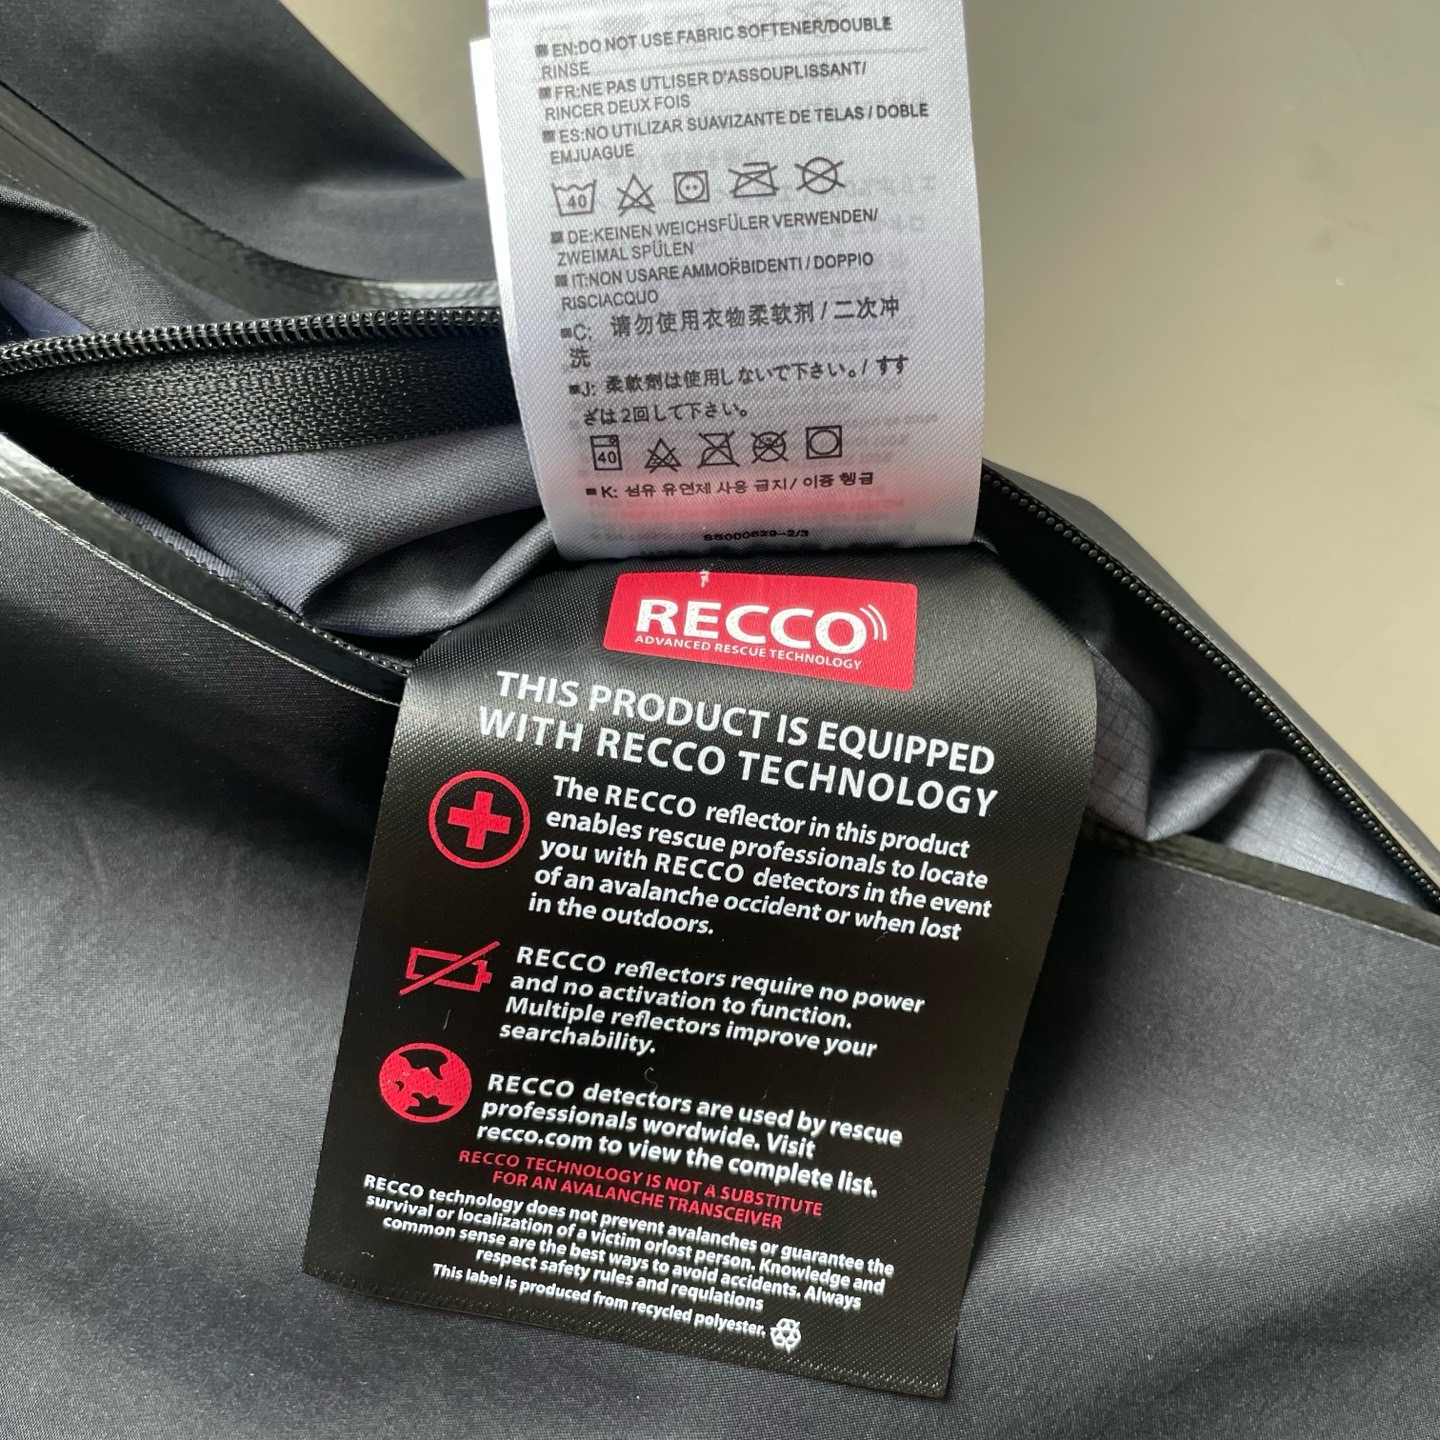 EN:DO NOT USE FABRIC SOFTENER/DOUBLE
RINSE
FR:NE PAS UTLISER D'ASSOUPLISSANT/
RINCER DEUX FOIS
ES:NO UTILIZAR SUAVIZANTE DE TELAS / DOBLE
EMJUAGUE
40
DE:KEINEN WEICHSFÜLER VERWENDEN/
ZWEIMAL SPÜLEN
IT:NON USARE AMMORBIDENTI / DOPPIO
RISCIACQUO
C: 请勿使用衣物柔软剂 / 二次冲
洗
J: 柔軟剤は使用しないで下さい。/ すす
ぎは2回して下さい。
40
K: 섬유 유연제 사용 금지/ 이중 헹굼
SS000629-2/3
RECCO
ADVANCED RESCUE TECHNOLOGY
THIS PRODUCT IS EQUIPPED
WITH RECCO TECHNOLOGY
The RECCO reflector in this product
enables rescue professionals to locate
you with RECCO detectors in the event
of an avalanche occident or when lost
in the outdoors.
RECCO reflectors require no power
and no activation to function.
Multiple reflectors improve your
searchability.
RECCO detectors are used by rescue
professionals wordwide. Visit
recco.com to view the complete list.
RECCO TECHNOLOGY IS NOT A SUBSTITUTE
FOR AN AVALANCHE TRANSCEIVER
RECCO technology does not prevent avalanches or guarantee the
survival or localization of a victim orlost person. Knowledge and
common sense are the best ways to avoid accidents. Always
respect safety rules and requlations
This label is produced from recycled polyester.